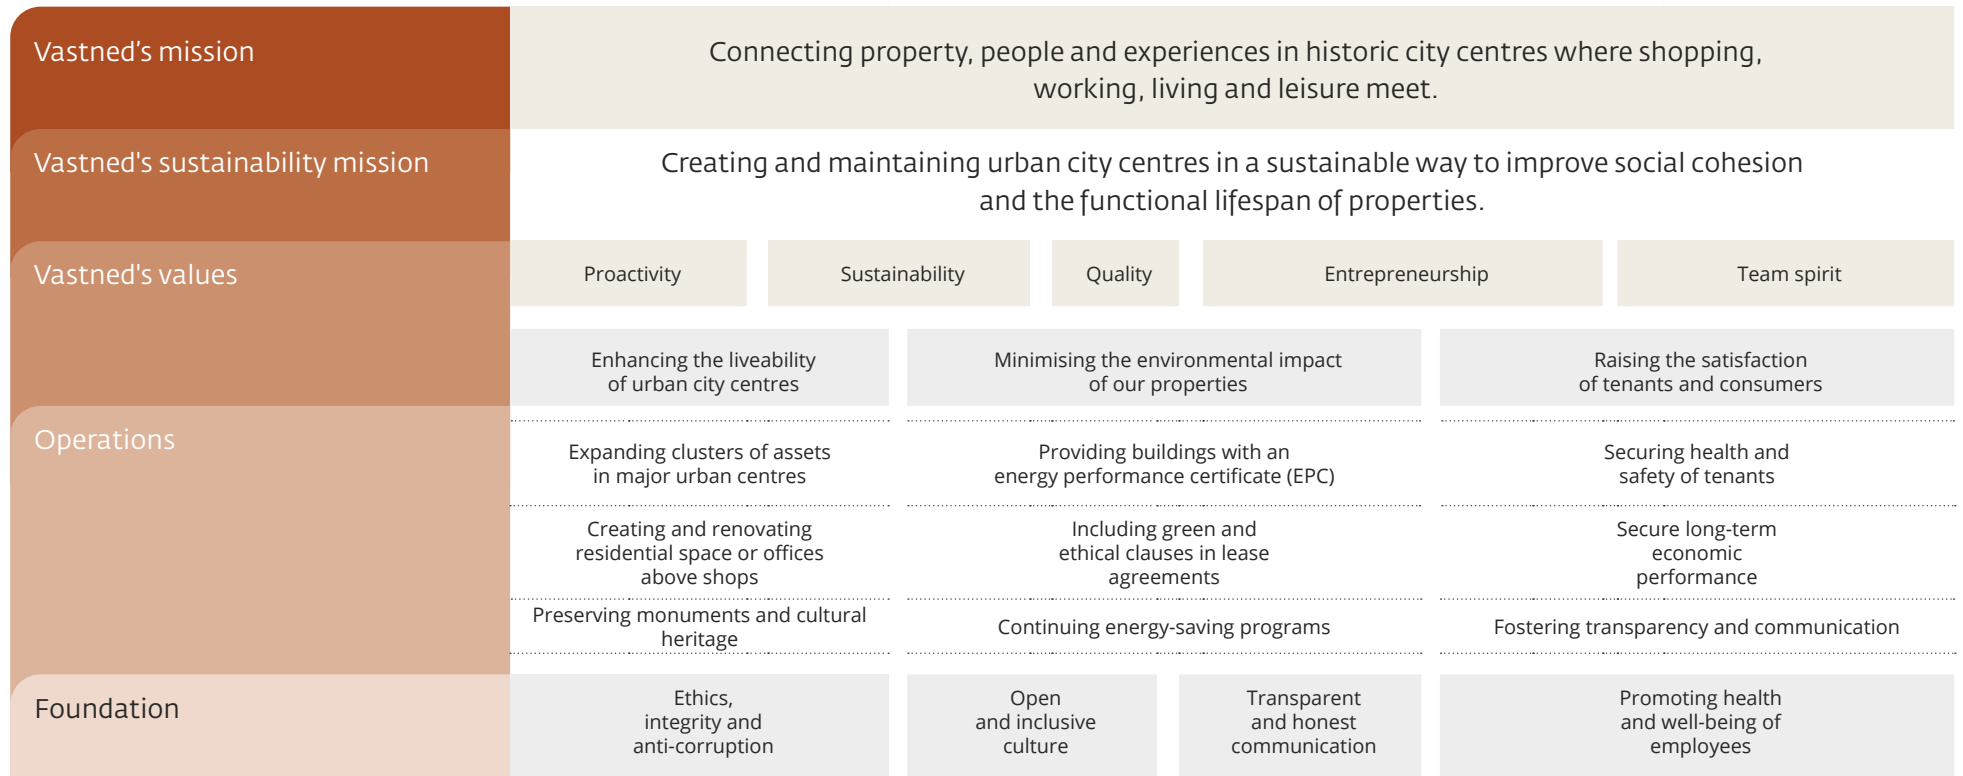 Vastned’s mission
Connecting property, people and experiences in historic city centres where shopping,
working, living and leisure meet.
Vastned's sustainability mission
Creating and maintaining urban city centres in a sustainable way to improve social cohesion
and the functional lifespan of properties.
Vastned's values
Proactivity
Sustainability
Quality
Entrepreneurship
Team spirit
Enhancing the liveability
of urban city centres
Minimising the environmental impact
of our properties
Raising the satisfaction
of tenants and consumers
Operations
Expanding clusters of assets
in major urban centres
Providing buildings with an
energy performance certificate (EPC)
Securing health and
safety of tenants
Creating and renovating
residential space or offices
above shops
Including green and
ethical clauses in lease
agreements
Secure long-term
economic
performance
Preserving monuments and cultural
heritage
Continuing energy-saving programs
Fostering transparency and communication
Foundation
Ethics,
integrity and
anti-corruption
Open
and inclusive
culture
Transparent
and honest
communication
Promoting health
and well-being of
employees